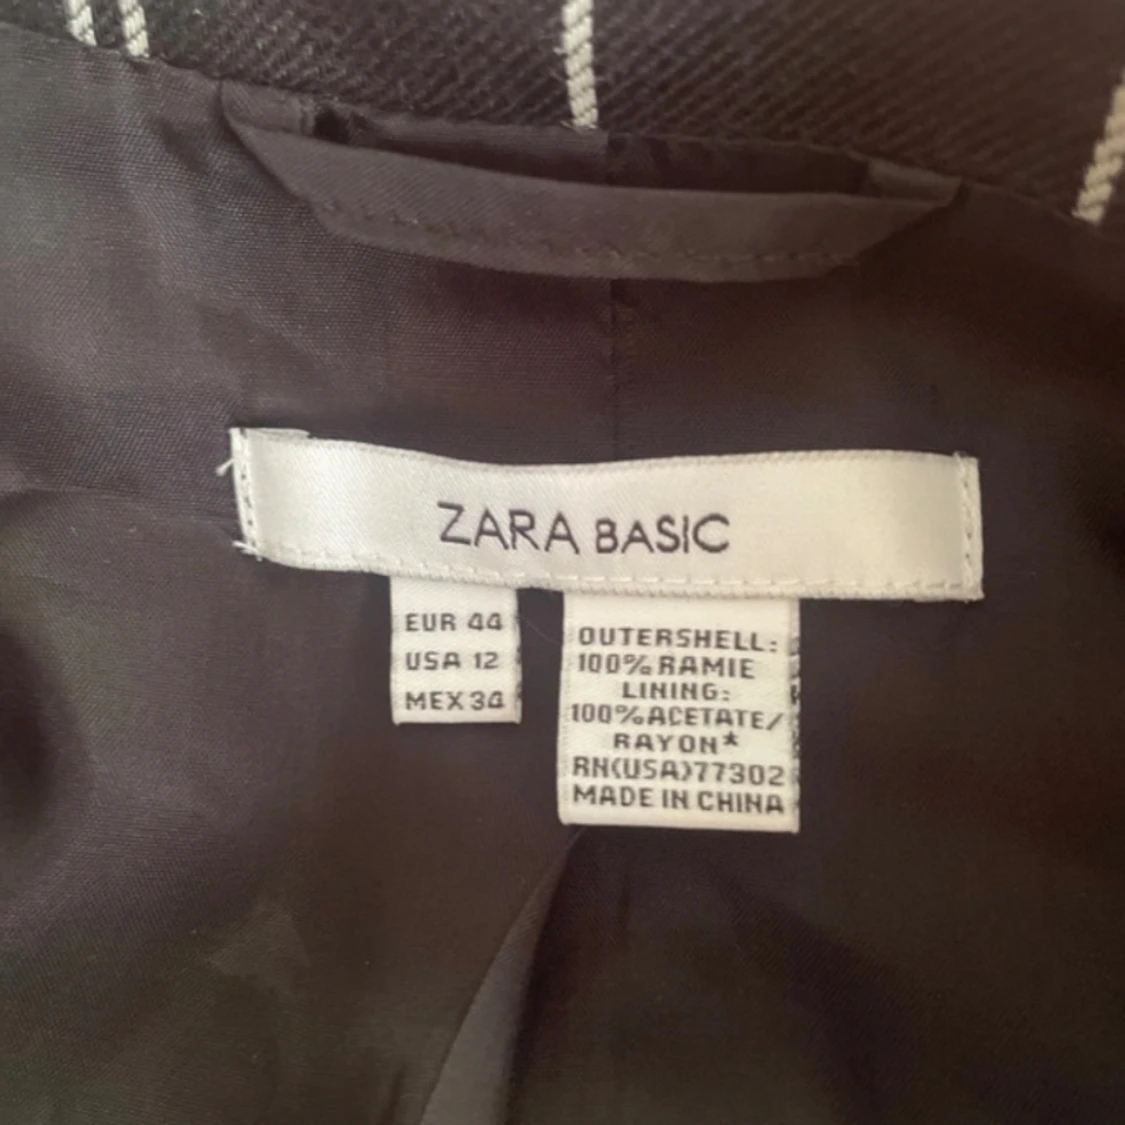 ZARA BASIC
EUR 44
USA 12
MEX 34
OUTERSHELL:
100% RAMIE
LINING:
100% ACETATE/
RAYON*
RN(USA)77302
MADE IN CHINA